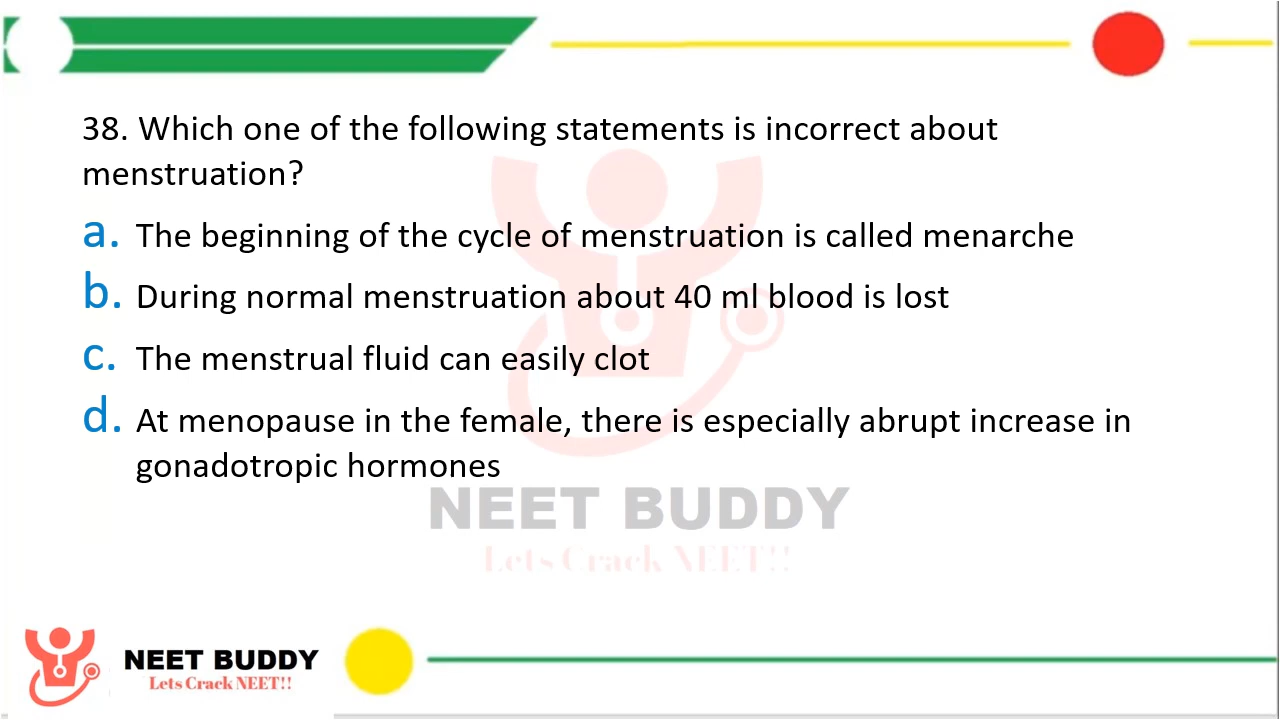 38. Which one of the following statements is incorrect about
menstruation?
a. The beginning of the cycle of menstruation is called menarche
b. During normal menstruation about 40 ml blood is lost
c. The menstrual fluid can easily clot
d. At menopause in the female, there is especially abrupt increase in
gonadotropic hormones
NEET BUDDY
Lets Crack NEET!!
NEET BUDDY
Lets Crack NEET!!